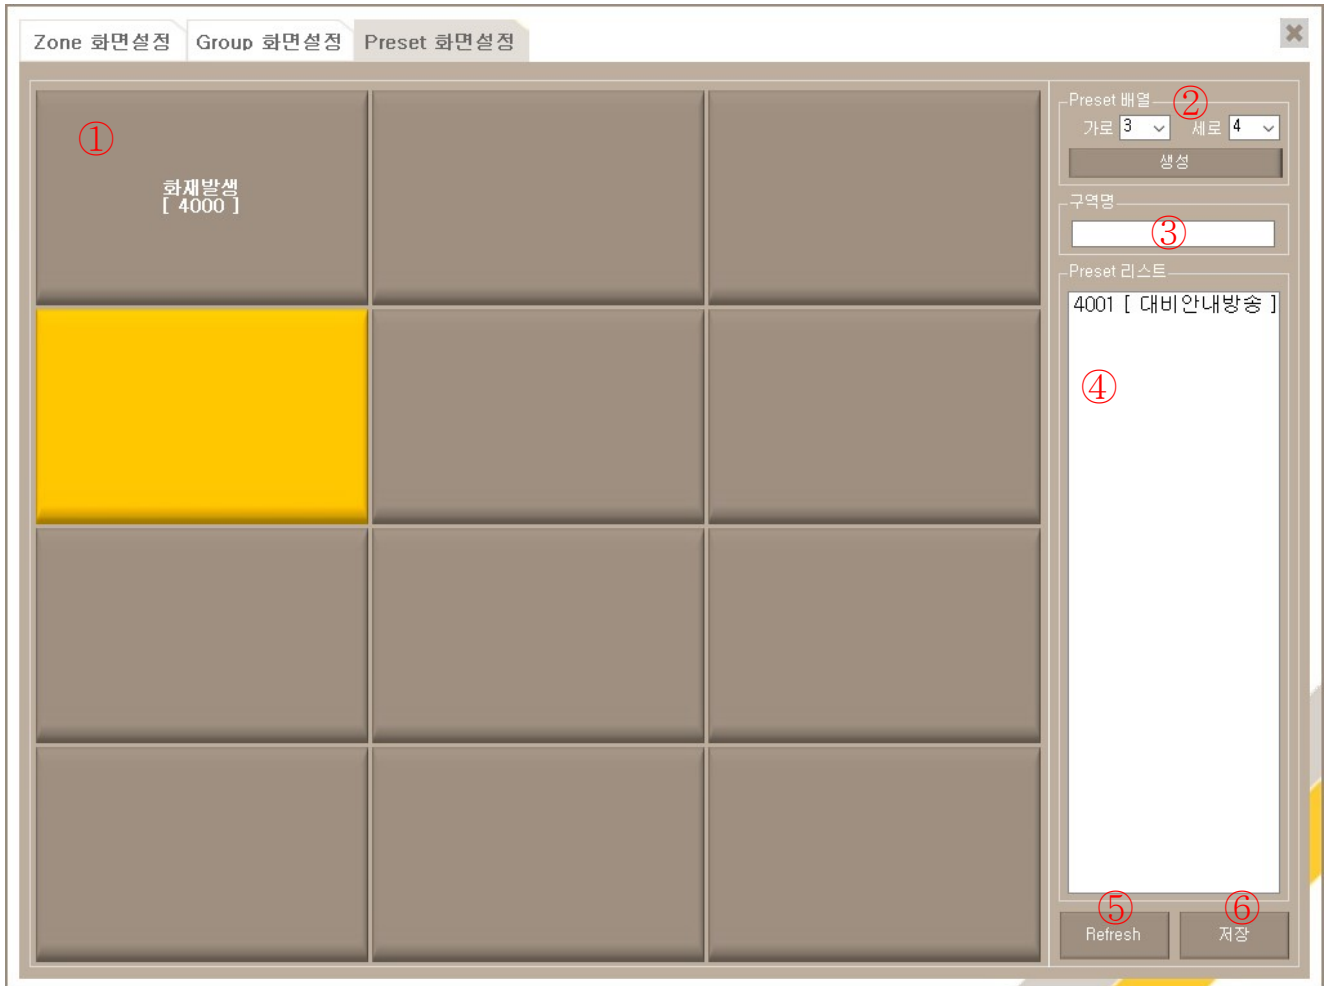 Zone 화면설정 Group 화면설정 Preset 화면설정
①
화재발생
[ 4000 ]
Preset 배열 ②
가로 3 세로 4
생성
구역명
③
Preset 리스트
4001 [ 대비안내방송 ]
④
⑤ ⑥
Refresh 저장